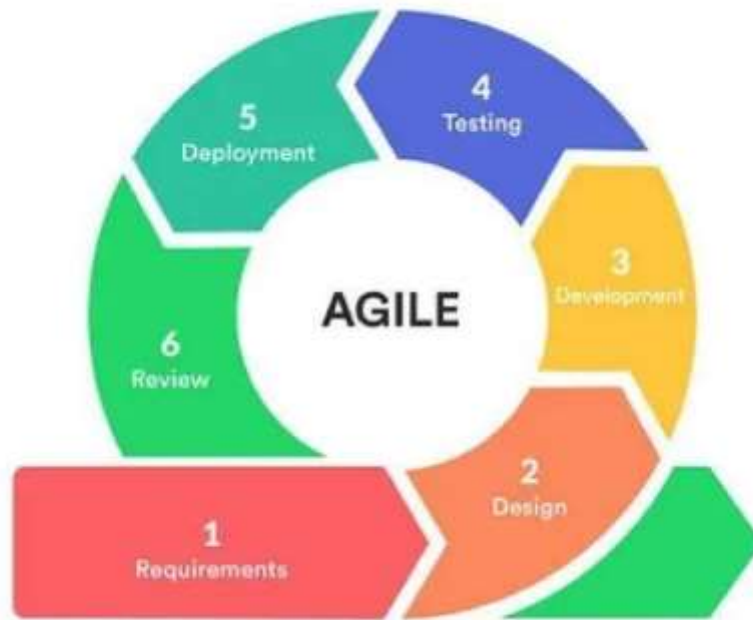 4
Testing
5
Deployment
3
Development
AGILE
6
Review
2
Design
1
Requirements